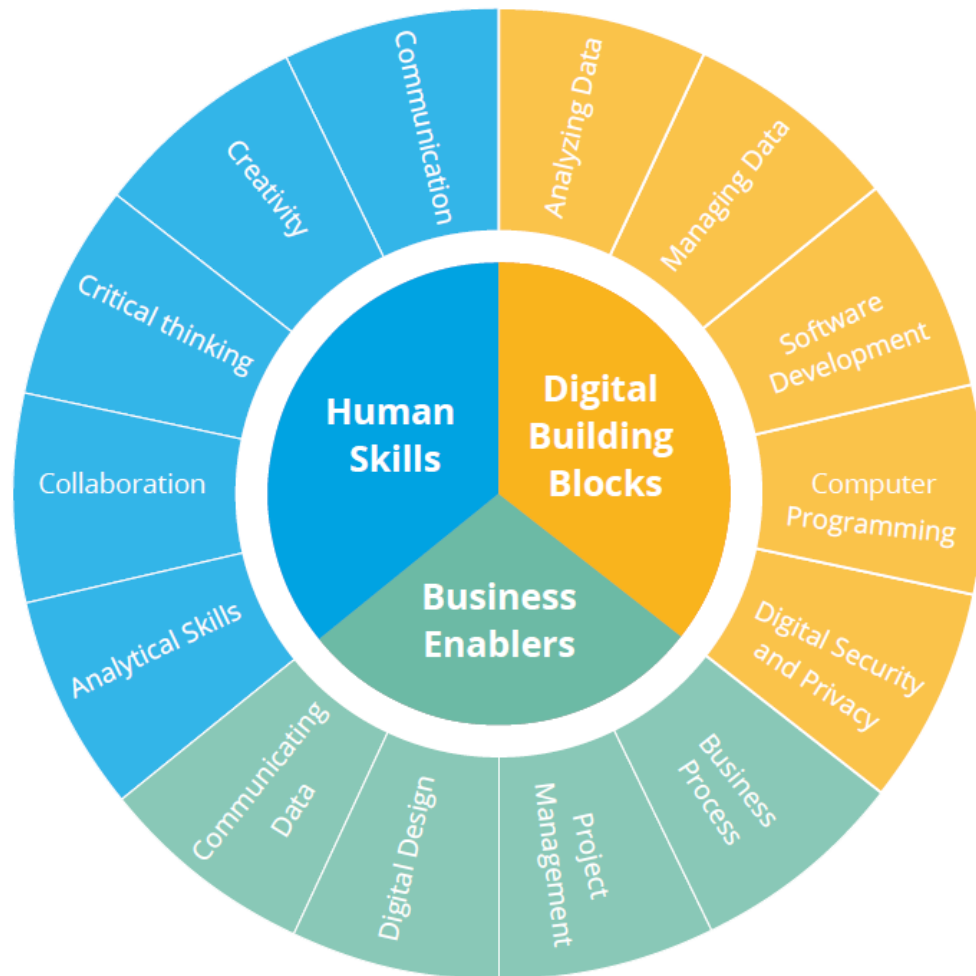 Human
Skills
Digital
Building
Blocks
Business
Enablers
Analyzing Data
Managing Data
Software
Development
Computer
Programming
Digital Security
and Privacy
Business
Process
Project
Management
Digital Design
Communicating
Data
Analytical Skills
Collaboration
Critical thinking
Creativity
Communication